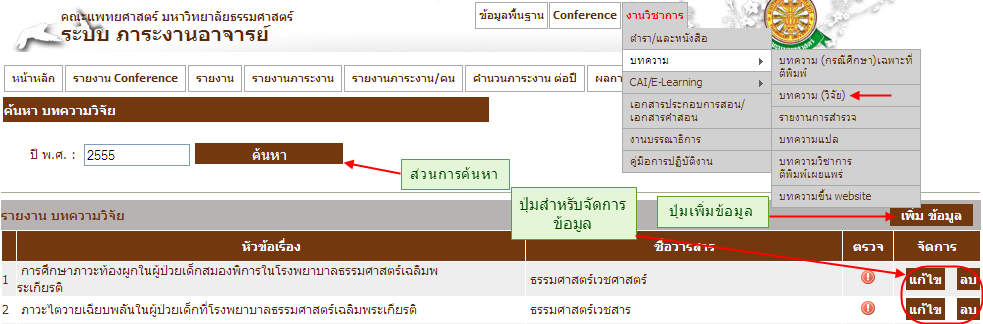 คณะแพทยศาสตร์ มหาวิทยาลัยธรรมศาสตร์
ระบบ ภาระงานอาจารย์
ข้อมูลพื้นฐาน Conference งานวิชาการ
ตำรา/และหนังสือ
บทความ
CAI/E-Learning
เอกสารประกอบการสอน/
เอกสารคำสอน
งานบรรณาธิการ
คู่มือการปฏิบัติงาน
บทความ (กรณีศึกษา)เฉพาะที่
ตีพิมพ์
บทความ (วิจัย)
รายงานการสำรวจ
บทความแปล
บทความวิชาการ
ตีพิมพ์เผยแพร่
บทความขึ้น website
หน้าหลัก รายงาน Conference รายงาน รายงานภาระงาน รายงานภาระงาน/คน คำนวนภาระงาน ต่อปี ผลกา
ค้นหา บทความวิจัย
ปี พ.ศ. : 2555 ค้นหา
ส่วนการค้นหา
ปุ่มสำหรับจัดการ
ข้อมูล
ปุ่มเพิ่มข้อมูล
รายงาน บทความวิจัย เพิ่ม ข้อมูล
หัวข้อเรื่อง ชื่อวารสาร ตรวจ จัดการ
1 การศึกษาภาวะท้องผูกในผู้ป่วยเด็กสมองพิการในโรงพยาบาลธรรมศาสตร์เฉลิมพ
ระเกียรติ ธรรมศาสตร์เวชศาสตร์ แก้ไข ลบ
2 ภาวะไตวายเฉียบพลันในผู้ป่วยเด็กที่โรงพยาบาลธรรมศาสตร์เฉลิมพระเกียรติ ธรรมศาสตร์เวชสาร แก้ไข ลบ